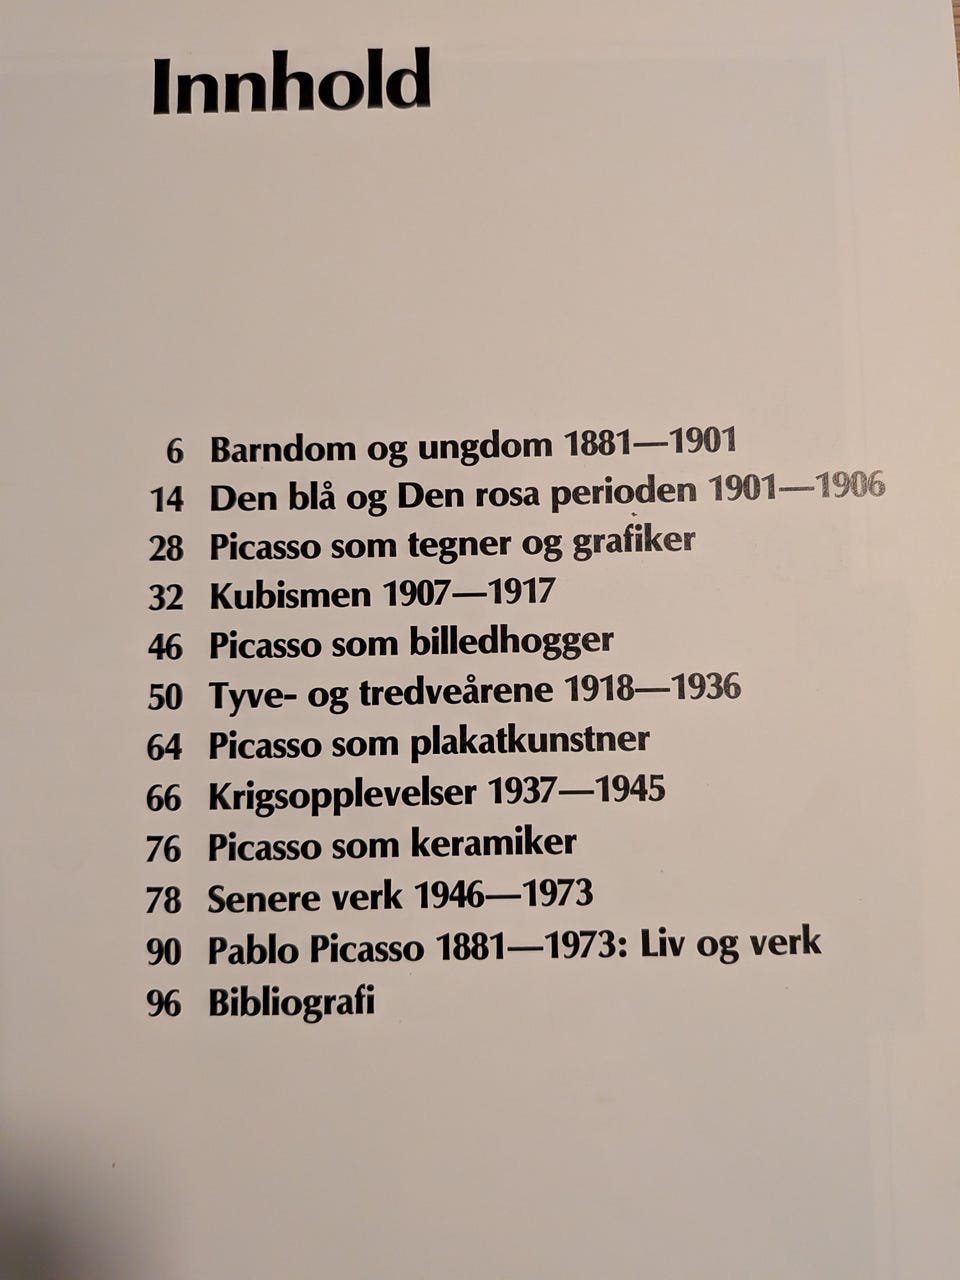 Innhold
6 Barndom og ungdom 1881—1901
14 Den blå og Den rosa perioden 1901—1906
28 Picasso som tegner og grafiker
32 Kubismen 1907—1917
46 Picasso som billedhogger
50 Tyve- og tredveårene 1918—1936
64 Picasso som plakatkunstner
66 Krigsopplevelser 1937—1945
76 Picasso som keramiker
78 Senere verk 1946—1973
90 Pablo Picasso 1881—1973: Liv og verk
96 Bibliografi